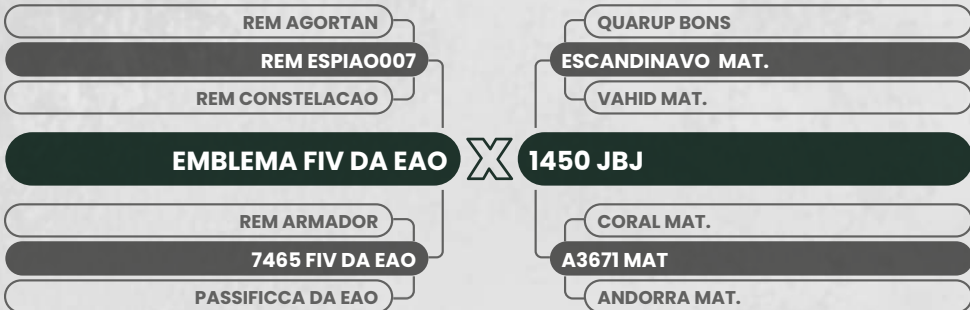 REM AGORTAN
REM ESPIAO007
REM CONSTELACAO
EMBLEMA FIV DA EAO
REM ARMADOR
7465 FIV DA EAO
PASSIFICCA DA EAO
X
QUARUP BONS
ESCANDINAVO MAT.
VAHID MAT.
1450 JBJ
CORAL MAT.
A3671 MAT
ANDORRA MAT.